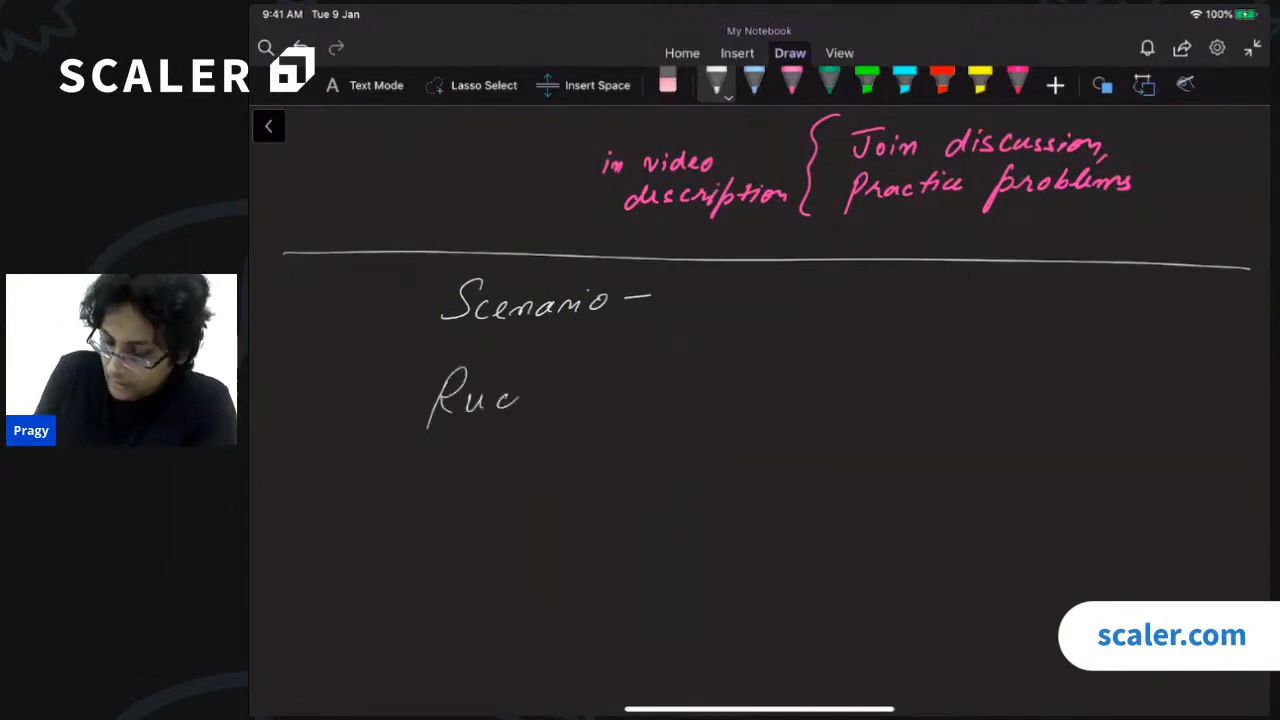 9:41 AM Tue 9 Jan
100%
My Notebook
SCALER
Home Insert Draw View
A Text Mode Lasso Select Insert Space
in video
description
Join discussion,
Practice problems
Scenario -
Ruc
Pragy
scaler.com